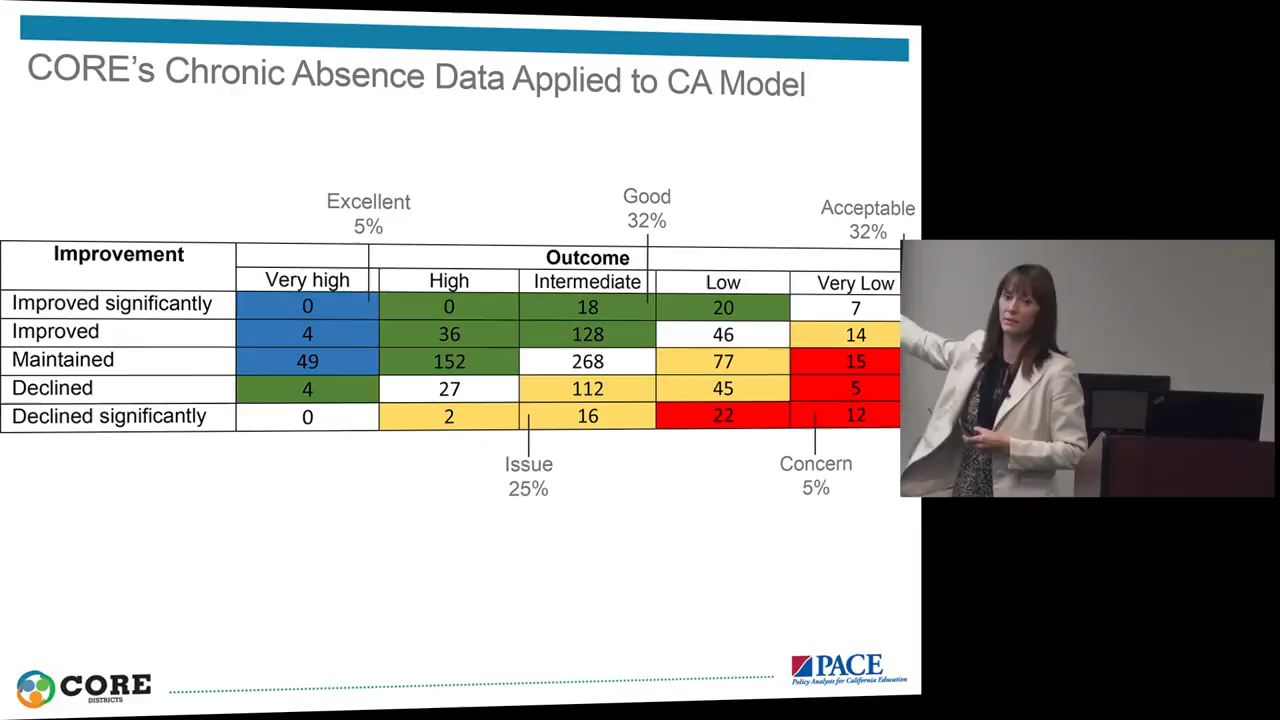 CORE's Chronic Absence Data Applied to CA Model
Excellent
5%
Good
32%
Acceptable
32%
Improvement
Outcome
Very high High Intermediate Low Very Low
Improved significantly 0 0 18 20 7
Improved 4 36 128 46 14
Maintained 49 152 268 77 15
Declined 4 27 112 45 5
Declined significantly 0 2 16 22 12
Issue
25%
Concern
5%
CORE
DISTRICTS
PACE
Policy Analysis for California Education